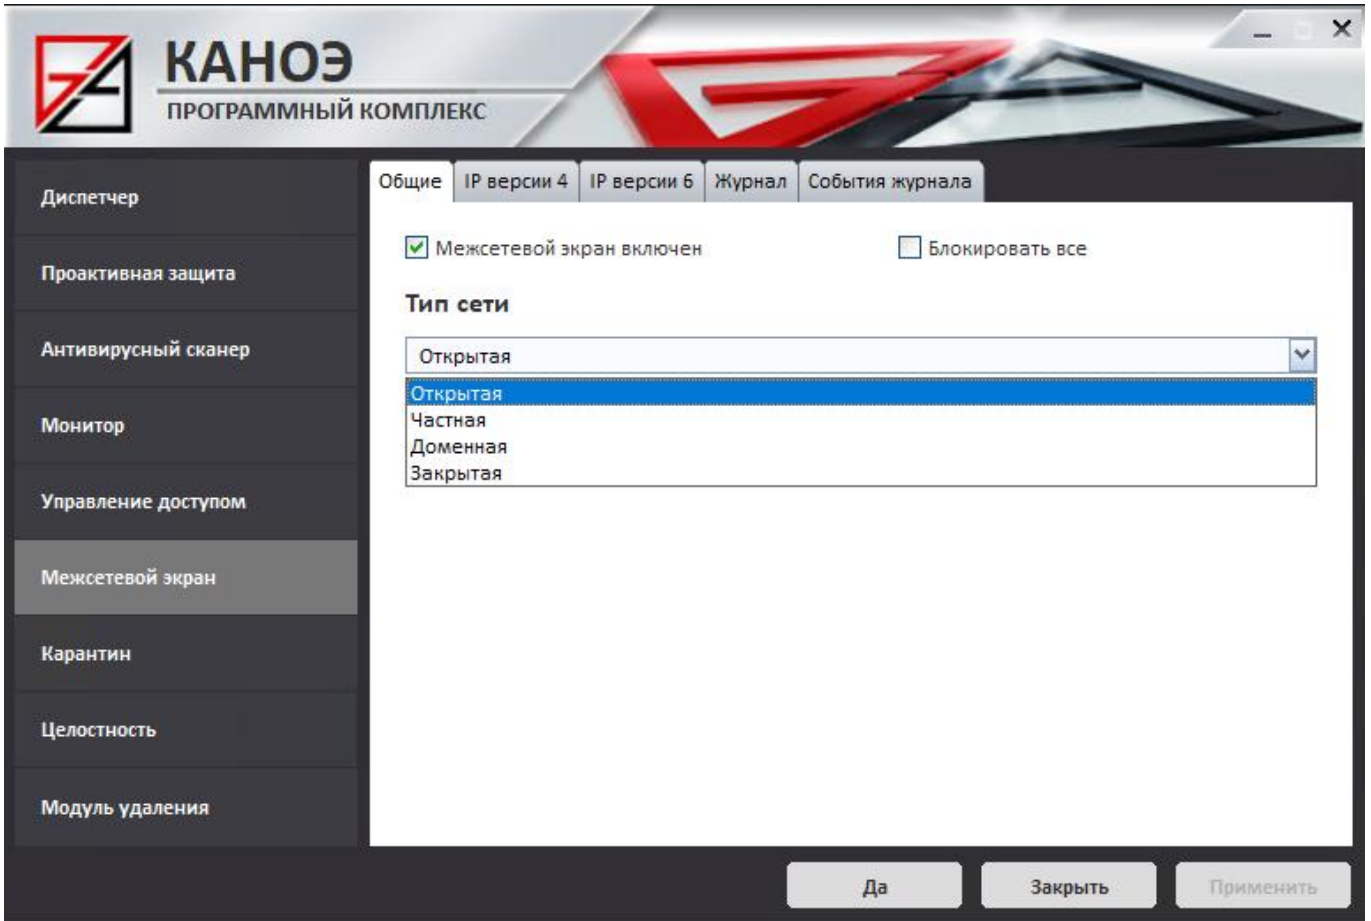 КАНОЭ
ПРОГРАММНЫЙ КОМПЛЕКС
Диспетчер
Проактивная защита
Антивирусный сканер
Монитор
Управление доступом
Межсетевой экран
Карантин
Целостность
Модуль удаления
Общие IP версии 4 IP версии 6 Журнал События журнала
Межсетевой экран включен Блокировать все
Тип сети
Открытая
Открытая
Частная
Доменная
Закрытая
Да Закрыть Применить